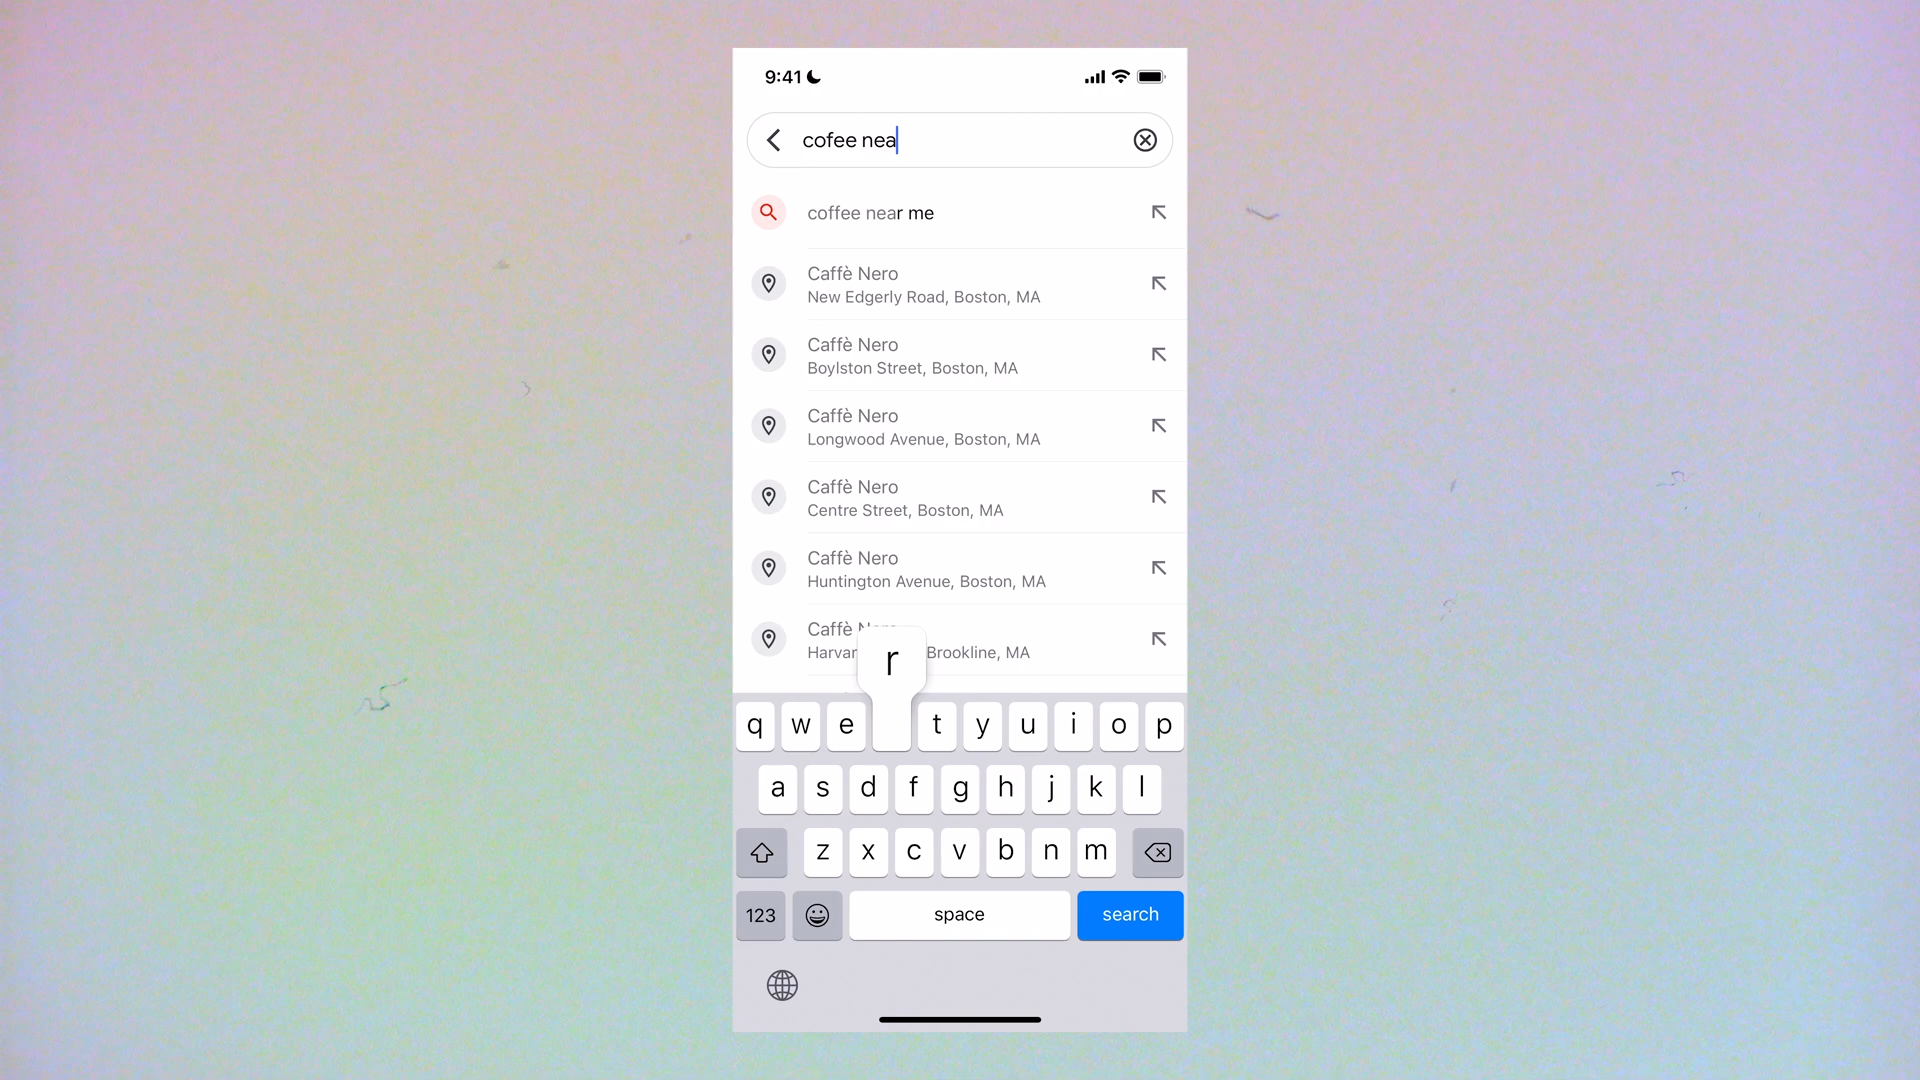 9:41
cofee nea
coffee near me
Caffè Nero
New Edgerly Road, Boston, MA
Caffè Nero
Boylston Street, Boston, MA
Caffè Nero
Longwood Avenue, Boston, MA
Caffè Nero
Centre Street, Boston, MA
Caffè Nero
Huntington Avenue, Boston, MA
Caffè
Brookline, MA
r
q w e t y u i o p
a s d f g h j k l
z x c v b n m
123 space search